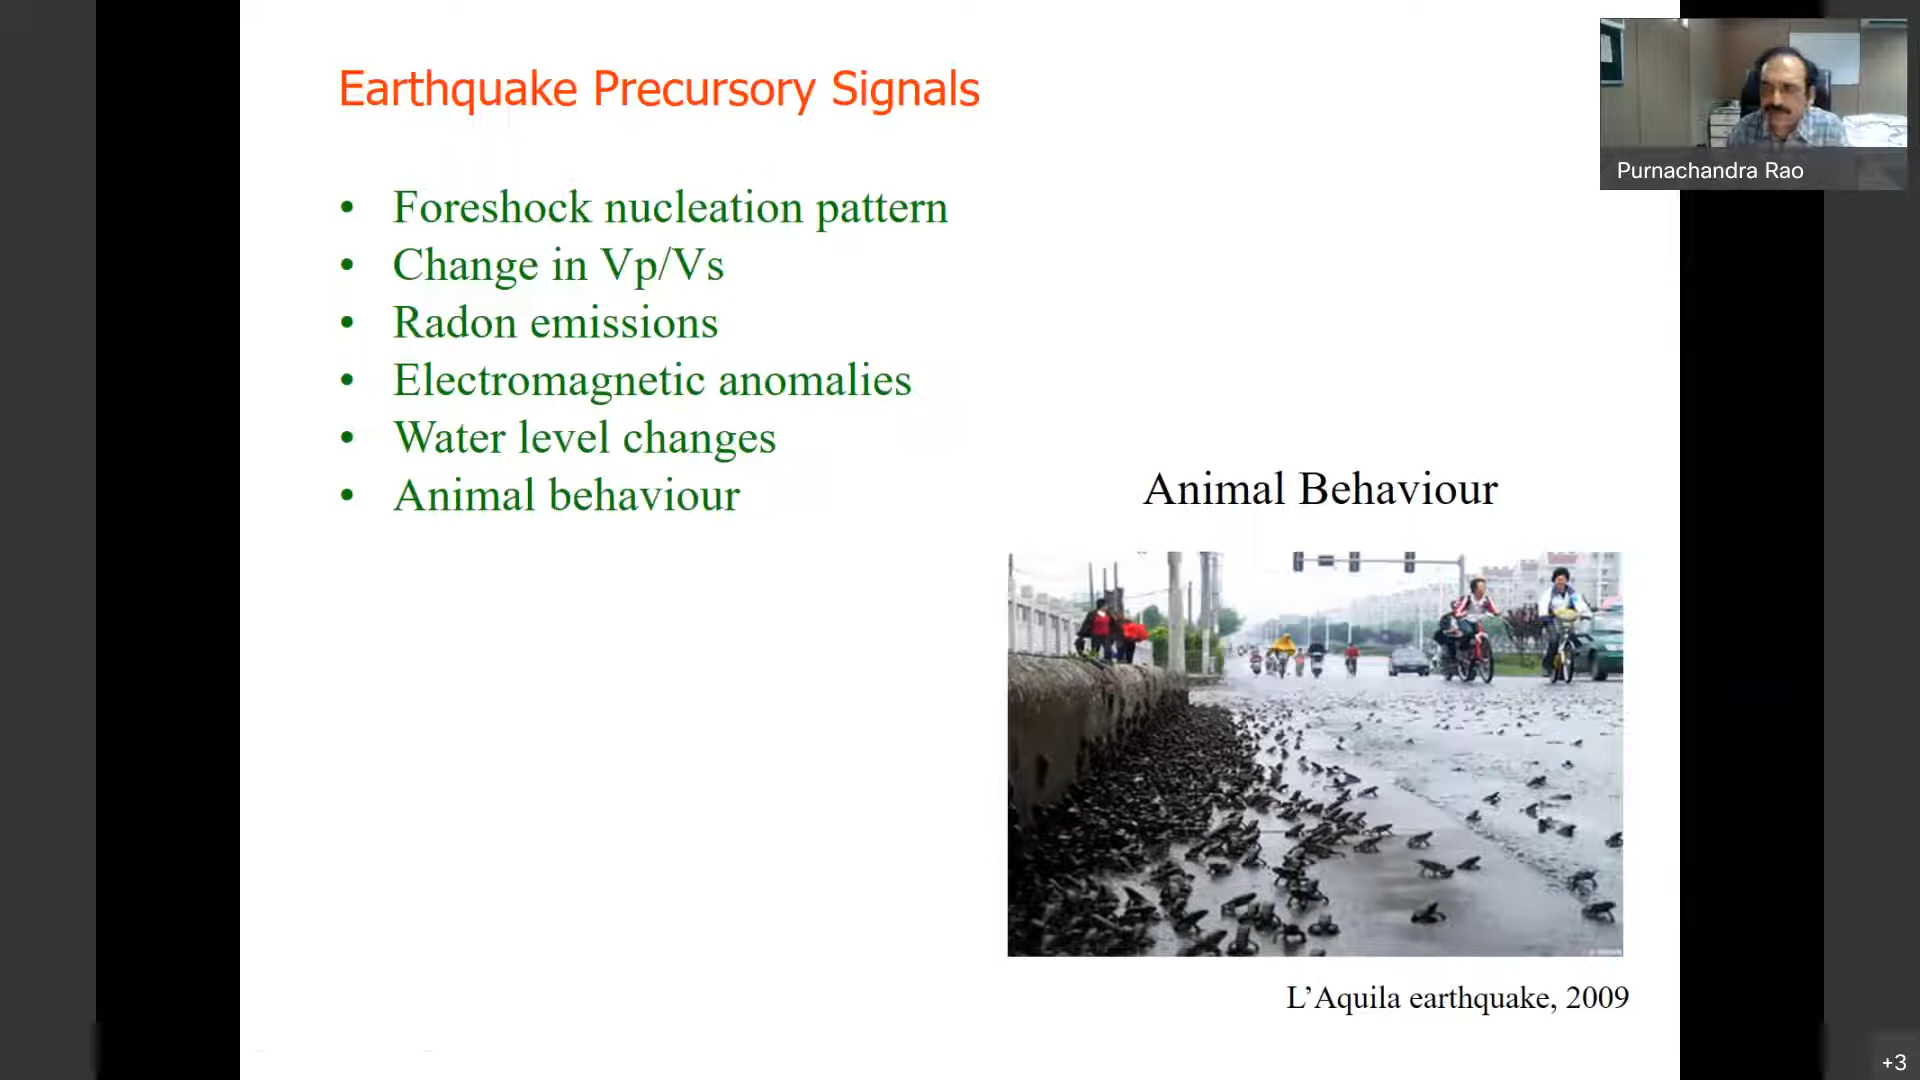 Earthquake Precursory Signals
• Foreshock nucleation pattern
• Change in Vp/Vs
• Radon emissions
• Electromagnetic anomalies
• Water level changes
• Animal behaviour
Animal Behaviour
L’Aquila earthquake, 2009
Purnachandra Rao
+3